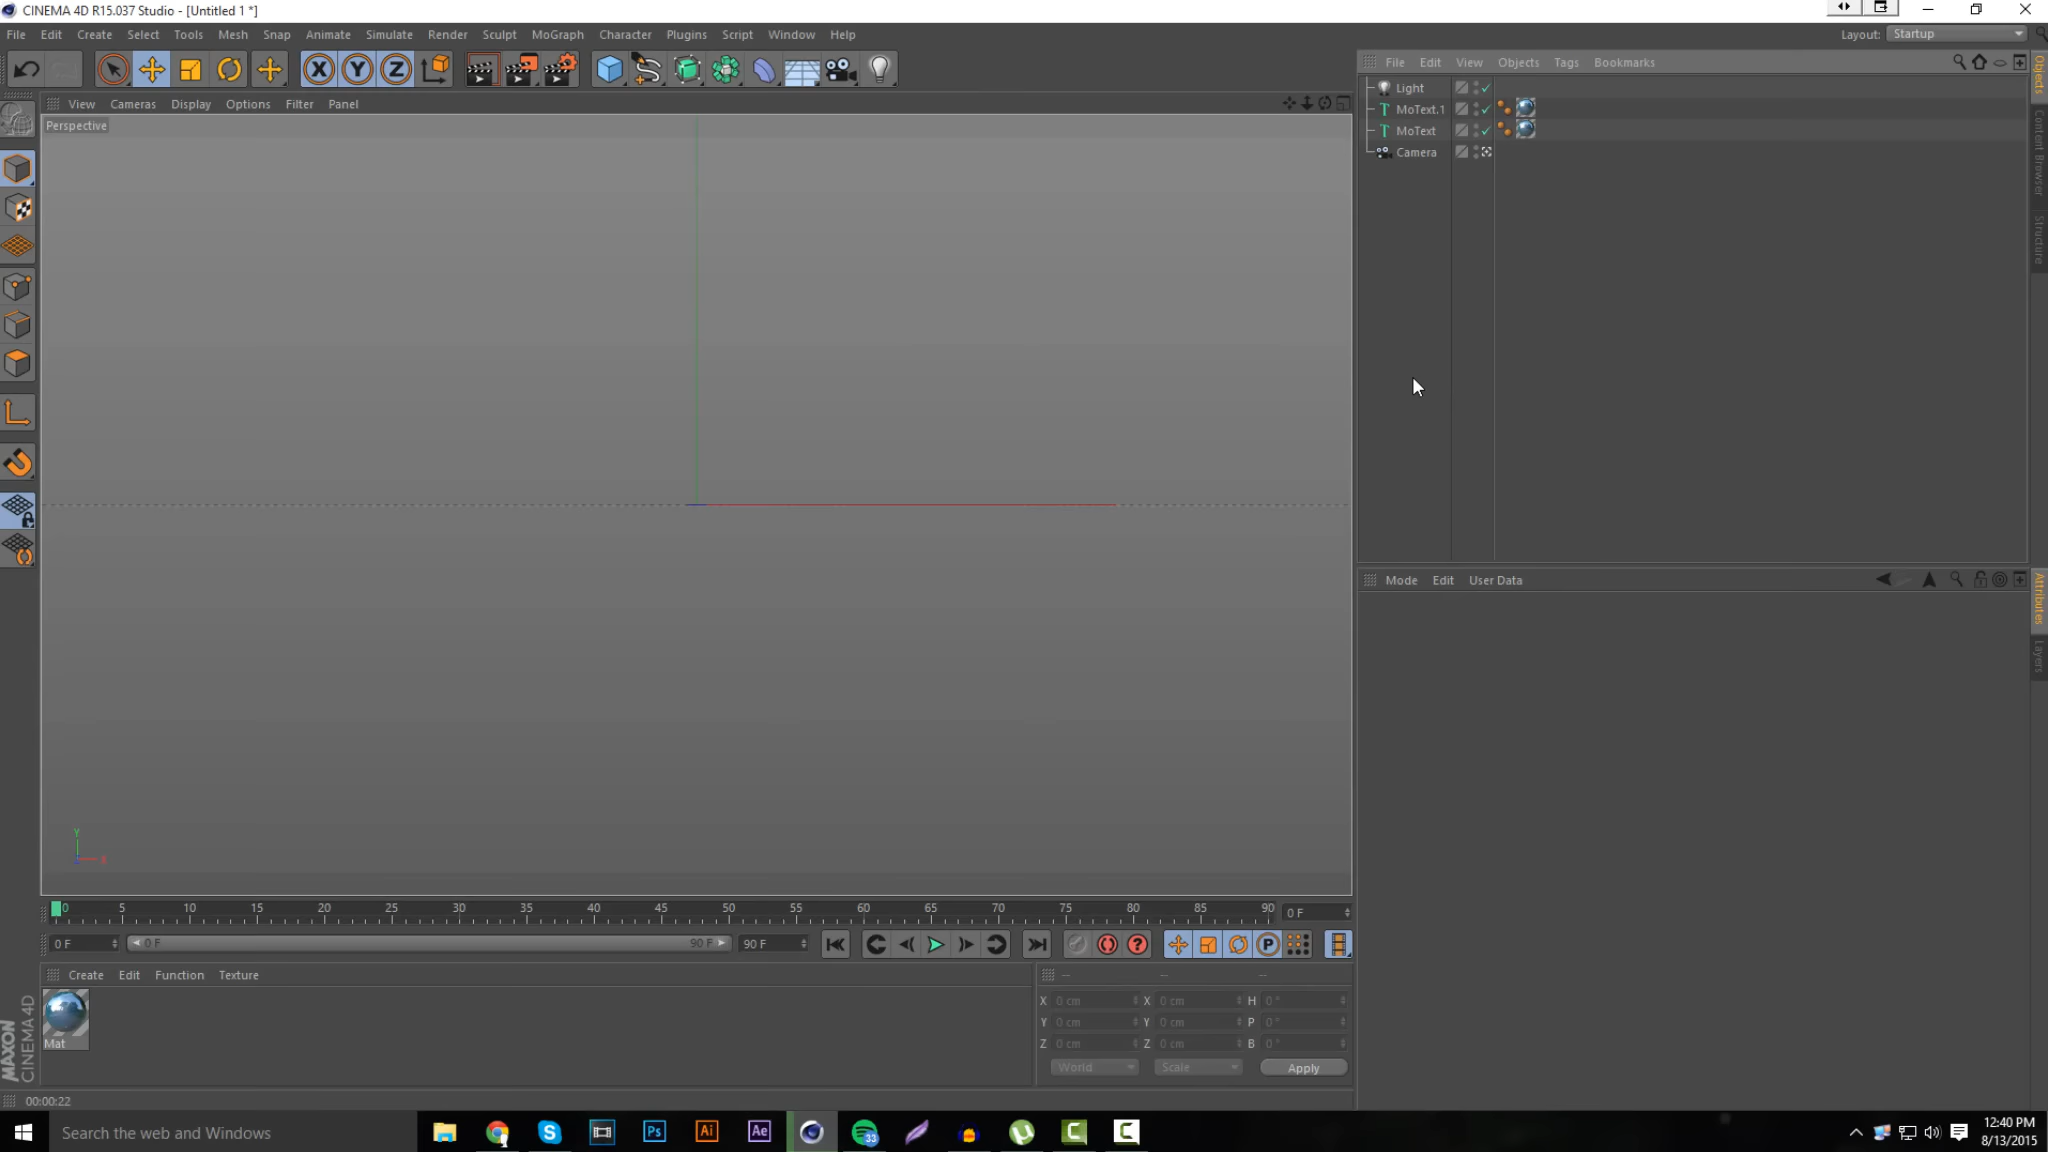 CINEMA 4D R15.037 Studio - [Untitled 1 *]
File Edit Create Select Tools Mesh Snap Animate Simulate Render Sculpt MoGraph Character Plugins Script Window Help
Layout: Startup
X Y Z
File Edit View Objects Tags Bookmarks
View Cameras Display Options Filter Panel
Perspective
Light
MoText.1
MoText
Camera
Objects
Content Browser
Structure
Mode Edit User Data
Attributes
Layers
Y
X
0 5 10 15 20 25 30 35 40 45 50 55 60 65 70 75 80 85 90 0 F
0 F 0 F 90 F 90 F
P
Create Edit Function Texture
-- -- --
Mat
X 0 cm X 0 cm H 0 °
Y 0 cm Y 0 cm P 0 °
Z 0 cm Z 0 cm B 0 °
World Scale Apply
MAXON
CINEMA 4D
00:00:22
Search the web and Windows
Ps Ai Ae 33
12:40 PM
8/13/2015